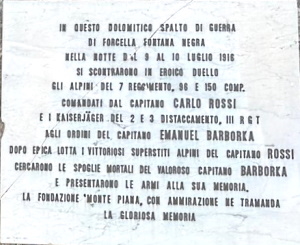 IN QUESTO DOLOMITICO SPALTO DI GUERRA
DI FORCELLA FONTANA NEGRA
NELLA NOTTE DAL 9 AL 10 LUGLIO 1916
SI SCONTRARONO IN EROICO DUELLO
GLI ALPINI DEL 7 REGGIMENTO, 96 E 150 COMP.
COMANDATI DAL CAPITANO CARLO ROSSI
E I KAISERJÄGER DEL 2 E 3 DISTACCAMENTO, III RGT
AGLI ORDINI DEL CAPITANO EMANUEL BARBORKA
DOPO EPICA LOTTA I VITTORIOSI SUPERSTITI ALPINI DEL CAPITANO ROSSI
CERCARONO LE SPOGLIE MORTALI DEL VALOROSO CAPITANO BARBORKA
E PRESENTARONO LE ARMI ALLA SUA MEMORIA.
LA FONDAZIONE MONTE PIANA, CON AMMIRAZIONE NE TRAMANDA
LA GLORIOSA MEMORIA